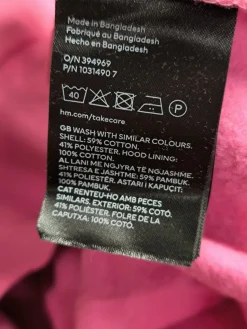 Made in Bangladesh
Fabriqué au Bangladesh
Hecho en Bangladesh
O/N 394969
P/N 1031490 7
40 P
hm.com/takecare
GB WASH WITH SIMILAR COLOURS.
SHELL: 59% COTTON,
41% POLYESTER. HOOD LINING:
100% COTTON.
AL LANI ME NGJYRA TË NGJASHME.
SHTRESA E JASHTME: 59% PAMBUK,
41% POLIESTËR. ASTARI I KAPUÇIT:
100% PAMBUK.
CAT RENTEU-HO AMB PECES
SIMILARS. EXTERIOR: 59% COTÓ,
41% POLIÈSTER. FOLRE DE LA
CAPUTXA: 100% COTÓ.